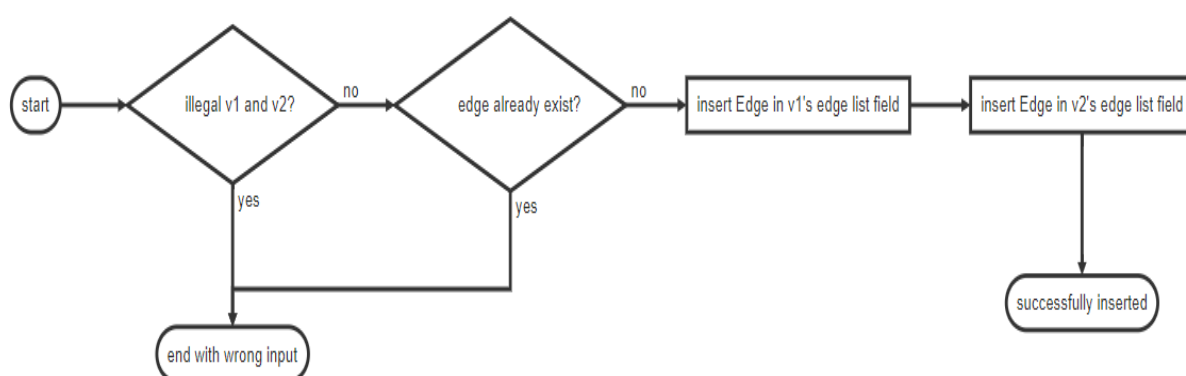 start
illegal v1 and v2?
no
edge already exist?
no
insert Edge in v1's edge list field
insert Edge in v2's edge list field
yes
yes
successfully inserted
end with wrong input